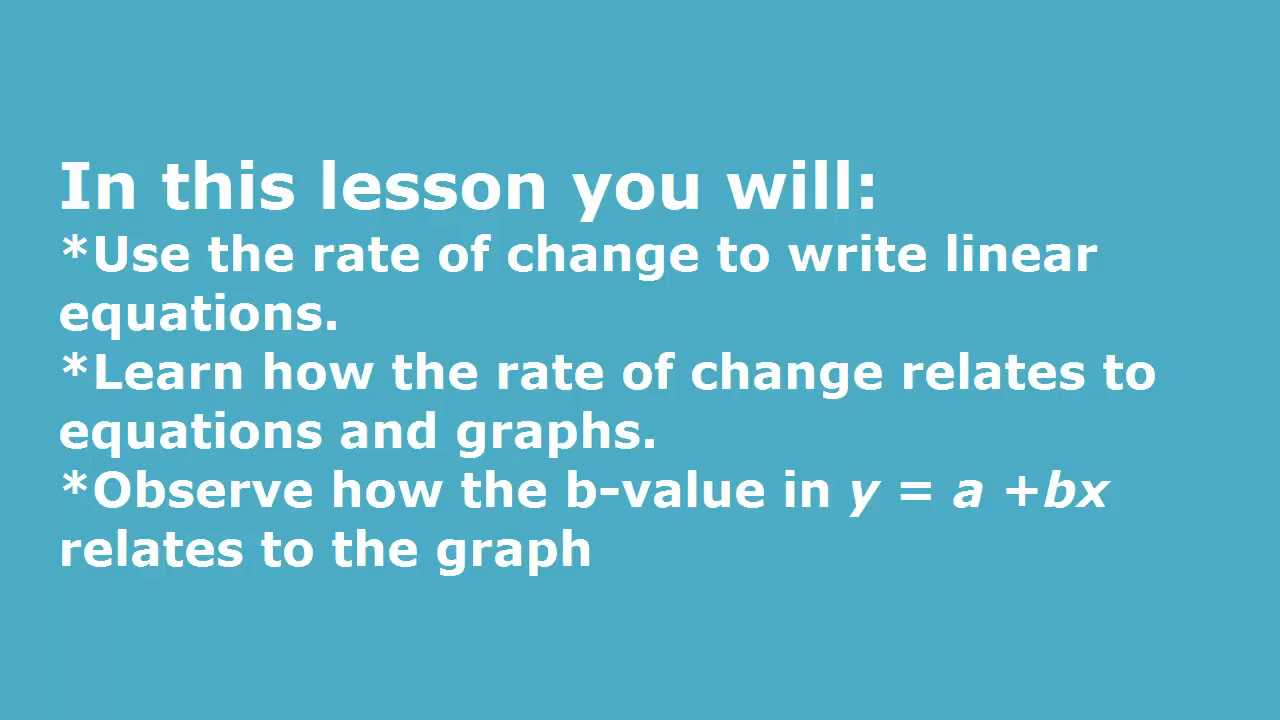 In this lesson you will:
*Use the rate of change to write linear
equations.
*Learn how the rate of change relates to
equations and graphs.
*Observe how the b-value in y = a +bx
relates to the graph